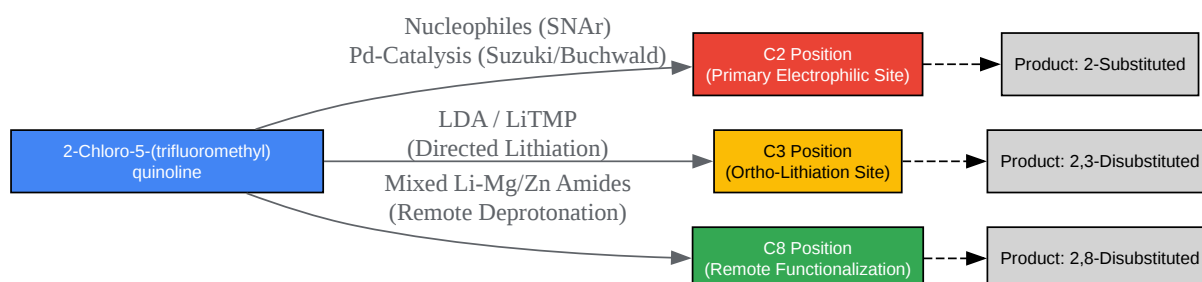 Nucleophiles (SNAr)
Pd-Catalysis (Suzuki/Buchwald)
C2 Position
(Primary Electrophilic Site)
Product: 2-Substituted
2-Chloro-5-(trifluoromethyl)
quinoline
LDA / LiTMP
(Directed Lithiation)
C3 Position
(Ortho-Lithiation Site)
Product: 2,3-Disubstituted
Mixed Li-Mg/Zn Amides
(Remote Deprotonation)
C8 Position
(Remote Functionalization)
Product: 2,8-Disubstituted